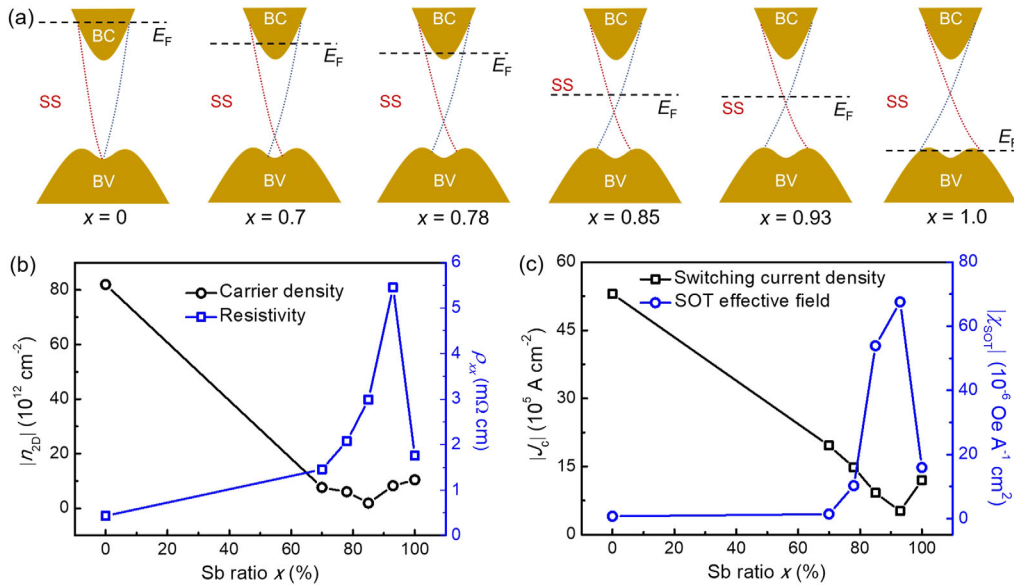 (a)
BC
E_F
SS
BV
x = 0
BC
E_F
SS
BV
x = 0.7
BC
E_F
SS
BV
x = 0.78
BC
SS
E_F
BV
x = 0.85
BC
SS
E_F
BV
x = 0.93
BC
SS
E_F
BV
x = 1.0
(b)
Carrier density
Resistivity
|n_2D| (10^12 cm^-2)
80
60
40
20
0
ρ_xx (mΩ cm)
6
5
4
3
2
1
0
0 20 40 60 80 100
Sb ratio x (%)
(c)
Switching current density
SOT effective field
|J_c| (10^5 A cm^-2)
60
45
30
15
0
|χ_SOT| (10^-6 Oe A^-1 cm^2)
80
60
40
20
0
0 20 40 60 80 100
Sb ratio x (%)